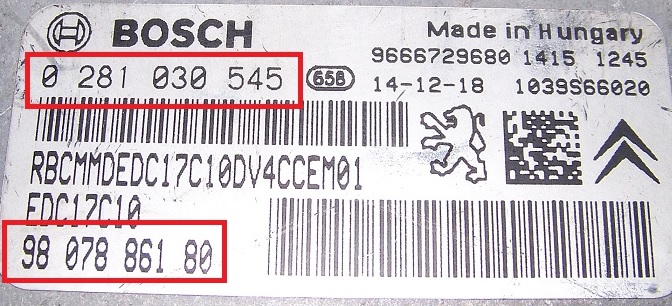 BOSCH
Made in Hungary
9666729680 1415 1245
0 281 030 545
658 14-12-18 1039S66020
RBCMMDEDC17C10DV4CCEM01
EDC17C10
98 078 861 80